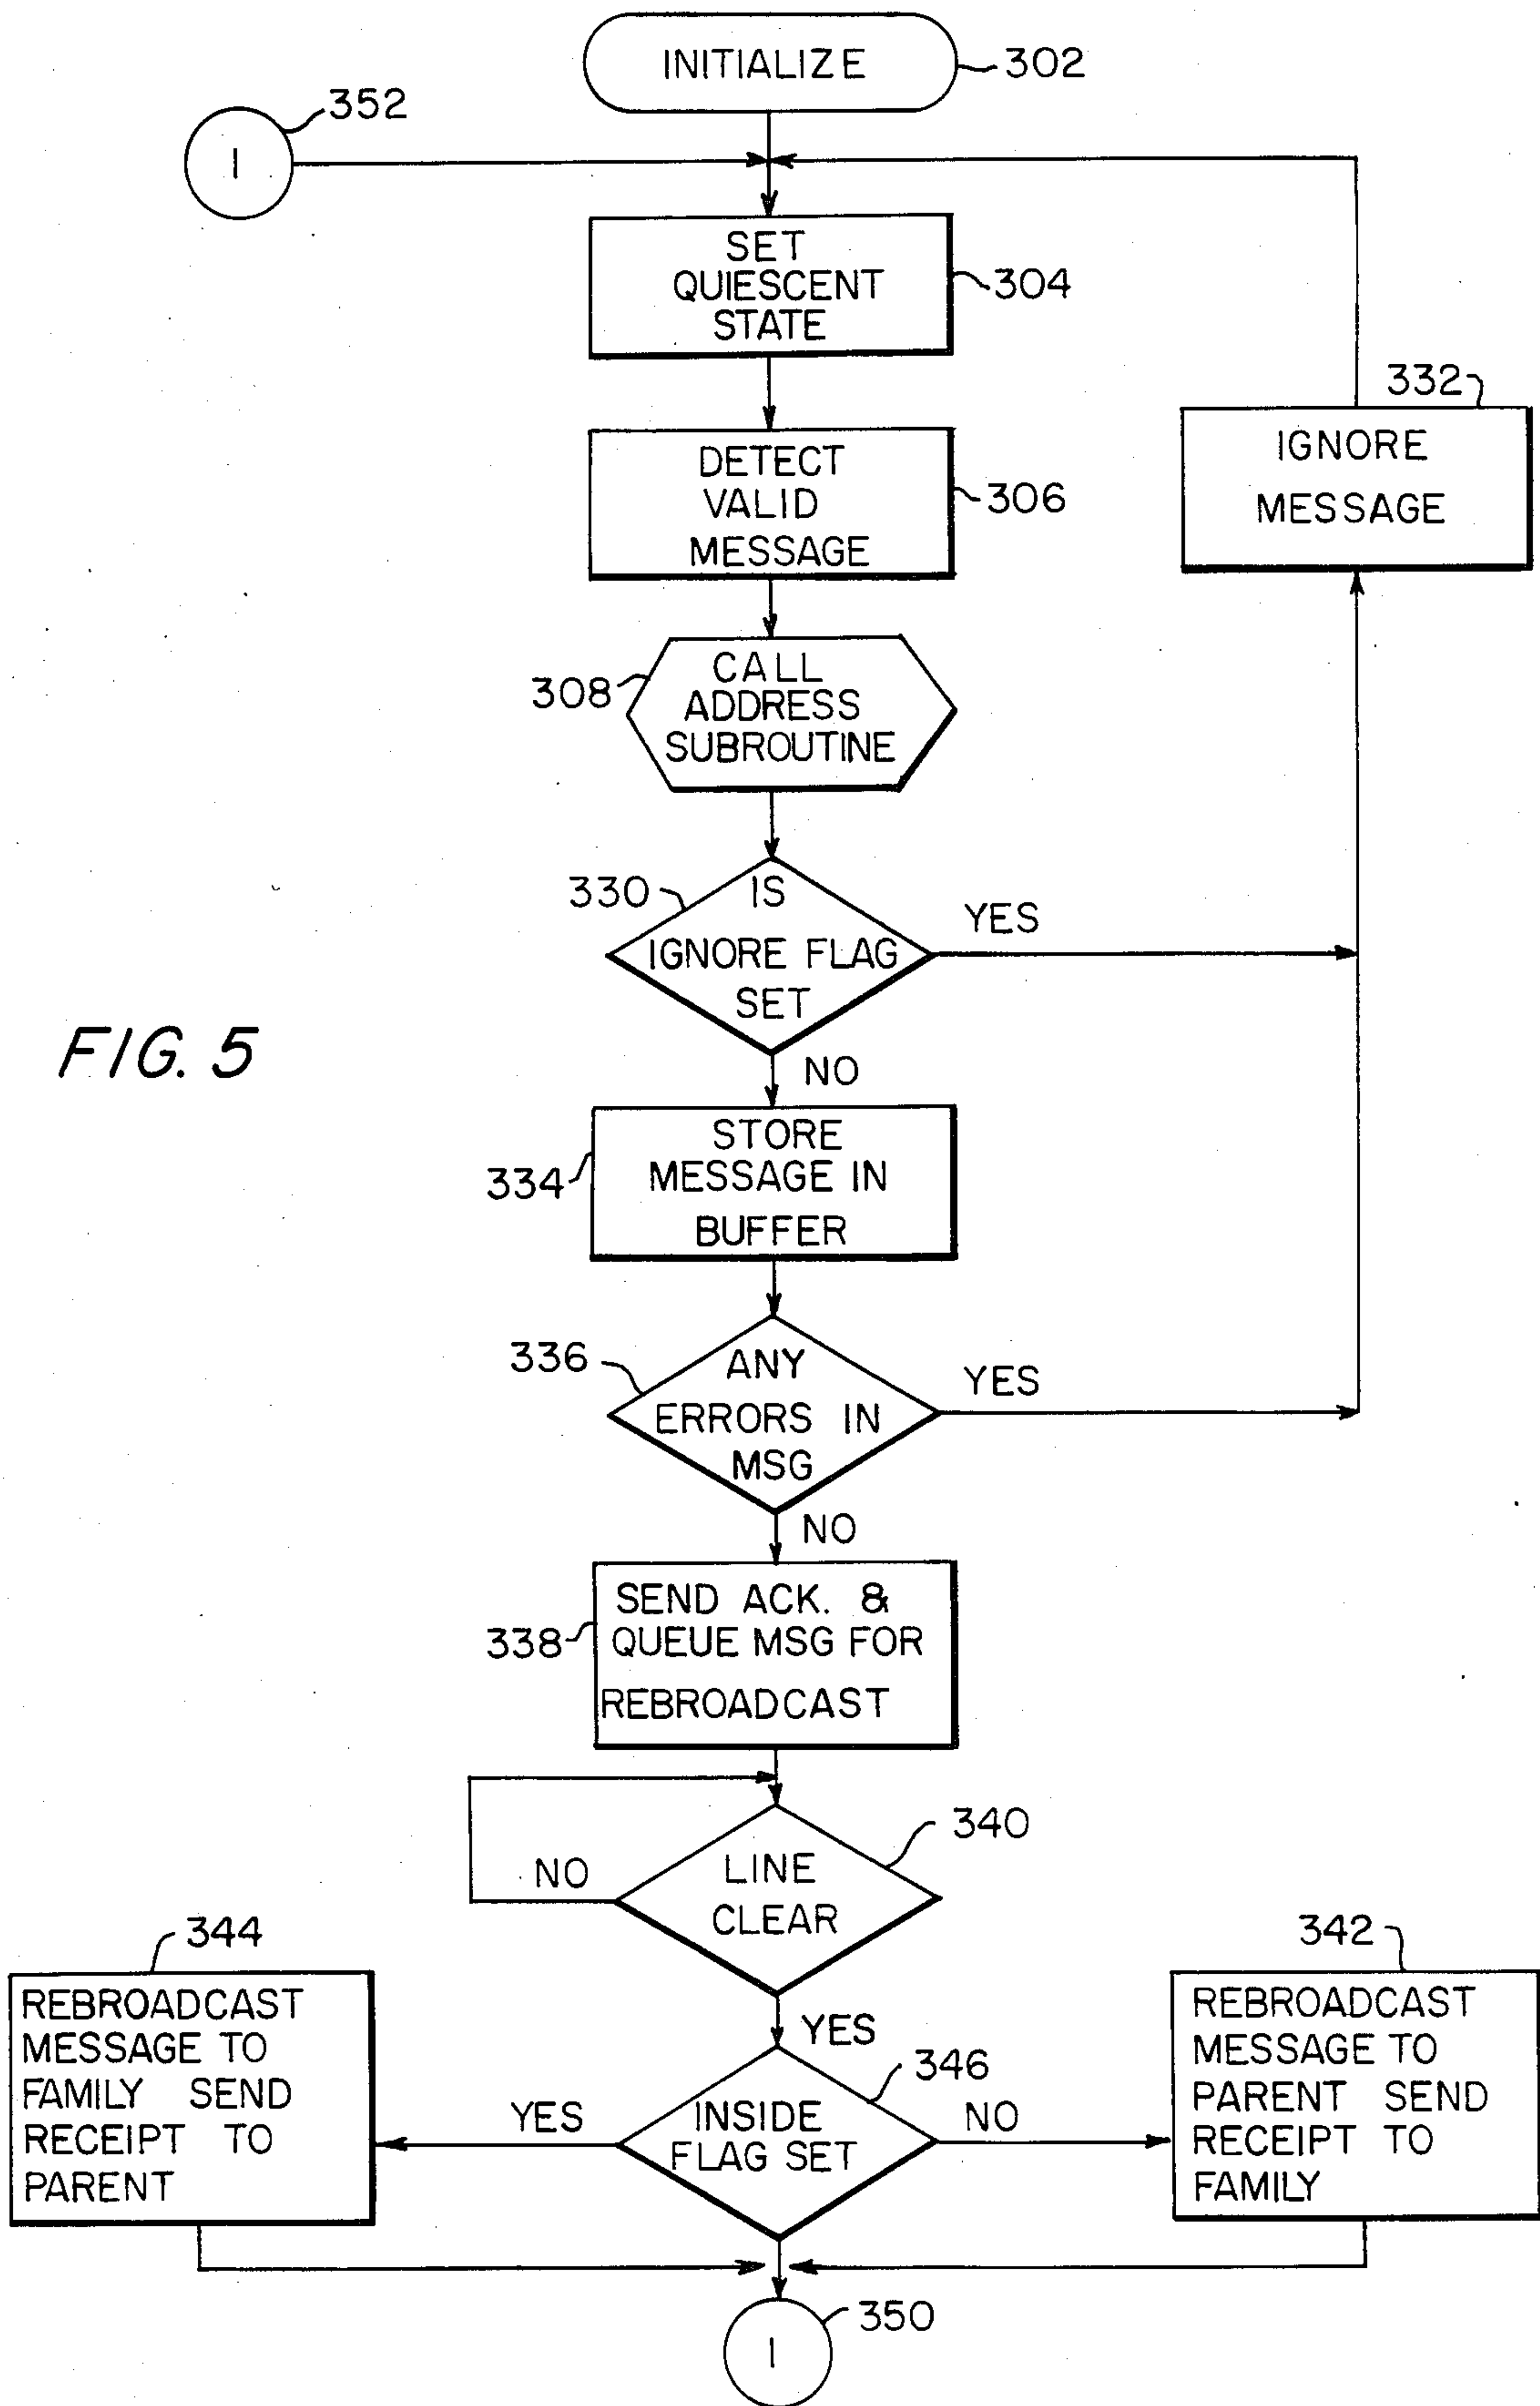 INITIALIZE
302
352
1
SET
QUIESCENT
STATE
304
332
IGNORE
MESSAGE
DETECT
VALID
MESSAGE
306
308
CALL
ADDRESS
SUBROUTINE
330
IS
IGNORE FLAG
SET
YES
FIG. 5
NO
334
STORE
MESSAGE IN
BUFFER
336
ANY
ERRORS IN
MSG
YES
NO
338
SEND ACK. &
QUEUE MSG FOR
REBROADCAST
340
LINE
CLEAR
NO
YES
344
REBROADCAST
MESSAGE TO
FAMILY SEND
RECEIPT TO
PARENT
346
INSIDE
FLAG SET
YES
NO
342
REBROADCAST
MESSAGE TO
PARENT SEND
RECEIPT TO
FAMILY
350
1